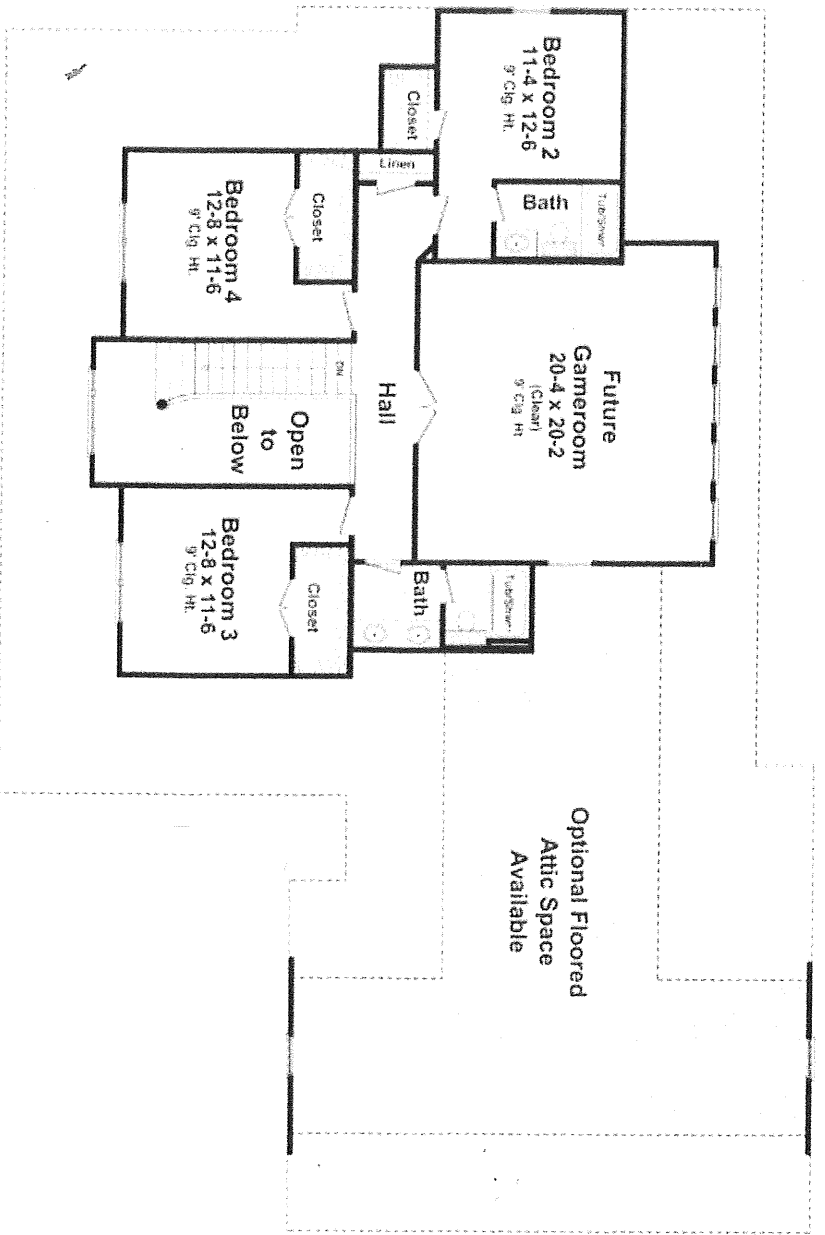 Bedroom 2
11-4 x 12-6
9' Clg. Ht.
Closet
Linen
Bath
Tub/Shwr
Future
Gameroom
20-4 x 20-2
(Clear)
9' Clg. Ht.
Bedroom 4
12-8 x 11-6
9' Clg. Ht.
Closet
Hall
DN
Open
to
Below
Bedroom 3
12-8 x 11-6
9' Clg. Ht.
Closet
Bath
Tub/Shwr
Optional Floored
Attic Space
Available